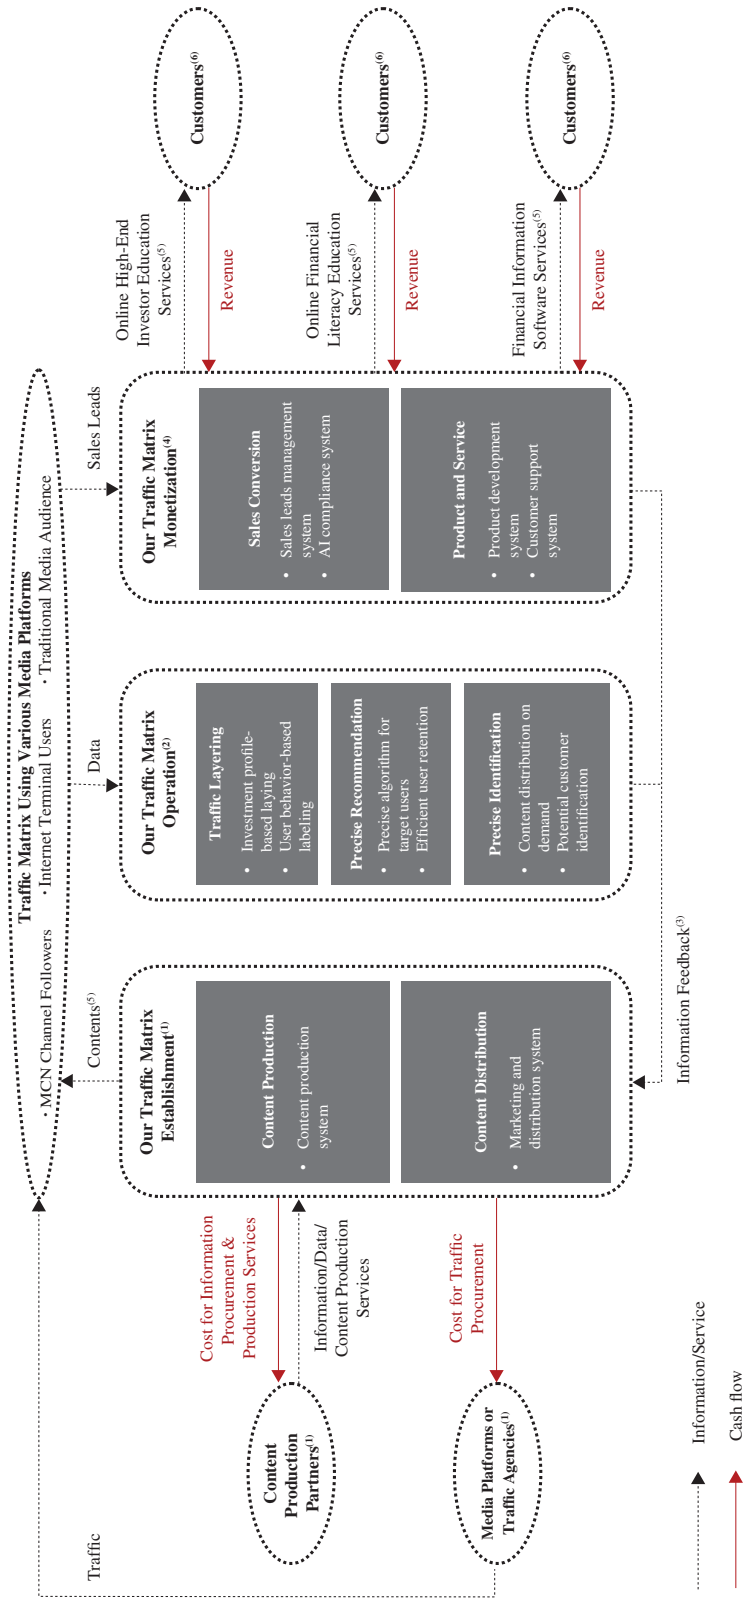 Traffic Matrix Using Various Media Platforms
· MCN Channel Followers
· Internet Terminal Users
· Traditional Media Audience
Traffic
Contents(5)
Data
Sales Leads
Content
Production
Partners(1)
Cost for Information
Procurement &
Production Services
Information/Data/
Content Production
Services
Media Platforms or
Traffic Agencies(1)
Cost for Traffic
Procurement
Our Traffic Matrix
Establishment(1)
Content Production
• Content production
system
Content Distribution
• Marketing and
distribution system
Our Traffic Matrix
Operation(2)
Traffic Layering
• Investment profile-
based laying
• User behavior-based
labeling
Precise Recommendation
• Precise algorithm for
target users
• Efficient user retention
Precise Identification
• Content distribution on
demand
• Potential customer
identification
Our Traffic Matrix
Monetization(4)
Sales Conversion
• Sales leads management
system
• AI compliance system
Product and Service
• Product development
system
• Customer support
system
Online High-End
Investor Education
Services(5)
Revenue
Customers(6)
Online Financial
Literacy Education
Services(5)
Revenue
Customers(6)
Financial Information
Software Services(5)
Revenue
Customers(6)
Information Feedback(3)
Information/Service
Cash flow